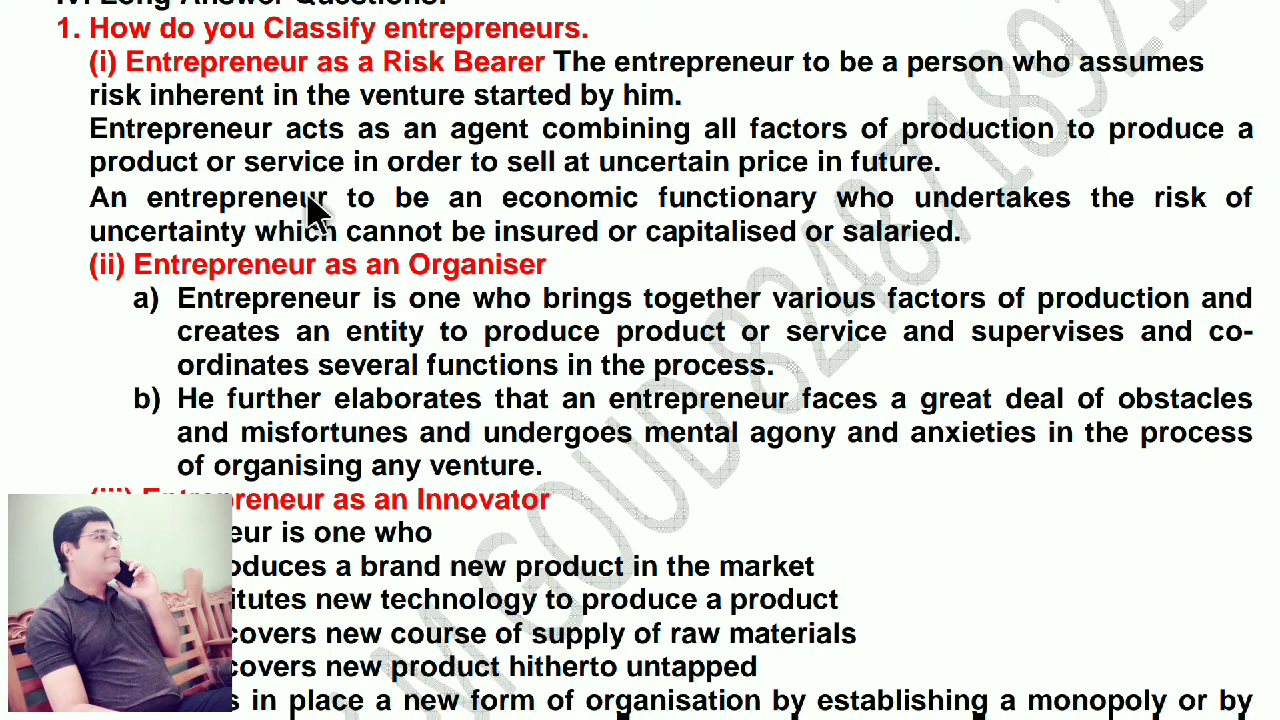 IV. Long Answer Questions:
1. How do you Classify entrepreneurs.
(i) Entrepreneur as a Risk Bearer The entrepreneur to be a person who assumes
risk inherent in the venture started by him.
Entrepreneur acts as an agent combining all factors of production to produce a
product or service in order to sell at uncertain price in future.
An entrepreneur to be an economic functionary who undertakes the risk of
uncertainty which cannot be insured or capitalised or salaried.
(ii) Entrepreneur as an Organiser
a) Entrepreneur is one who brings together various factors of production and
creates an entity to produce product or service and supervises and co-
ordinates several functions in the process.
b) He further elaborates that an entrepreneur faces a great deal of obstacles
and misfortunes and undergoes mental agony and anxieties in the process
of organising any venture.
(iii) Entrepreneur as an Innovator
eur is one who
oduces a brand new product in the market
itutes new technology to produce a product
covers new course of supply of raw materials
covers new product hitherto untapped
s in place a new form of organisation by establishing a monopoly or by
M GOUD 8248718921